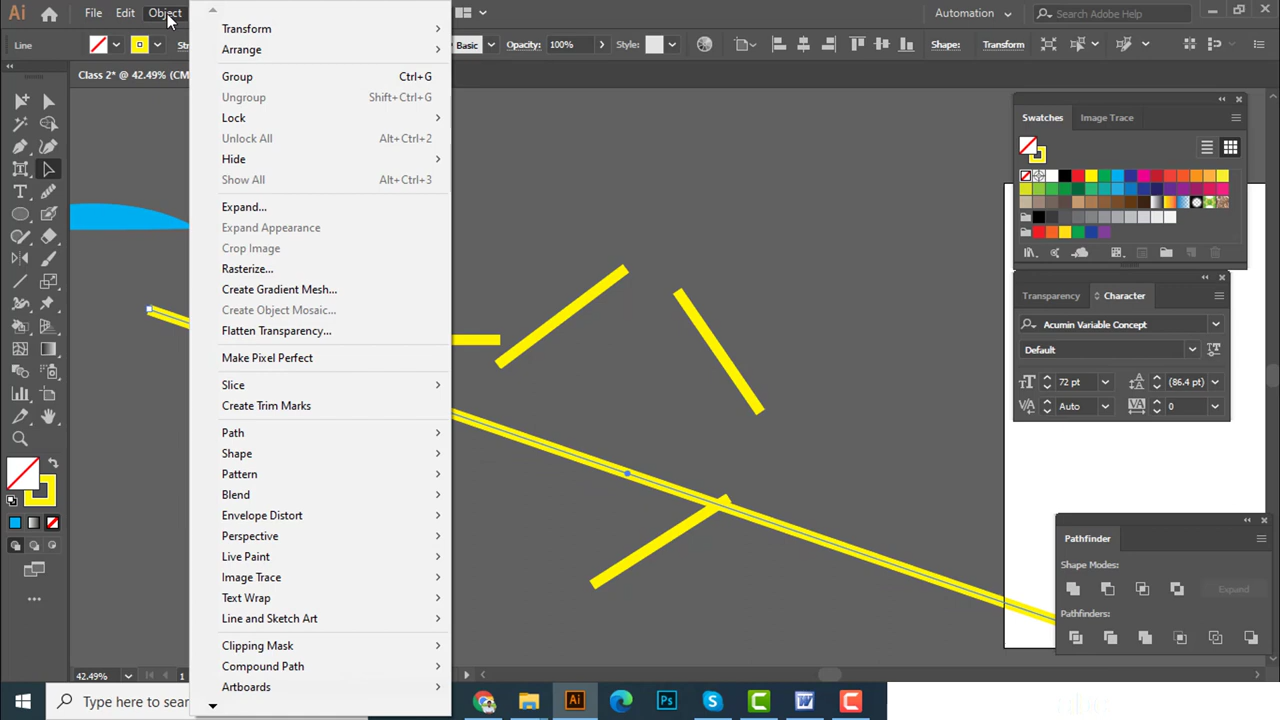 Ai File Edit Object Automation Search Adobe Help
Line Basic Opacity: 100% Style: Shape: Transform
Class 2* @ 42.49% (CM
Transform
Arrange
Group Ctrl+G
Ungroup Shift+Ctrl+G
Lock
Unlock All Alt+Ctrl+2
Hide
Show All Alt+Ctrl+3
Expand...
Expand Appearance
Crop Image
Rasterize...
Create Gradient Mesh...
Create Object Mosaic...
Flatten Transparency...
Make Pixel Perfect
Slice
Create Trim Marks
Path
Shape
Pattern
Blend
Envelope Distort
Perspective
Live Paint
Image Trace
Text Wrap
Line and Sketch Art
Clipping Mask
Compound Path
Artboards
Swatches Image Trace
Transparency Character
Acumin Variable Concept
Default
72 pt (86.4 pt)
Auto 0
Pathfinder
Shape Modes:
Expand
Pathfinders:
42.49% 1
Type here to sear